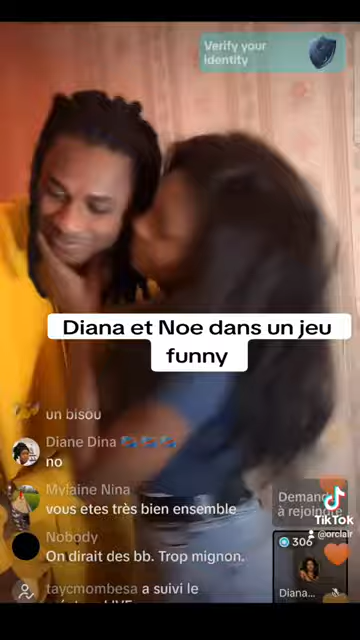 Verify your
identity
Diana et Noe dans un jeu
funny
un bisou
Diane Dina
no
Mylaine Nina
vous etes très bien ensemble
Nobody
On dirait des bb. Trop mignon.
taycmombesa a suivi le
Demand
à rejoindre
TikTok
@orclair
306
Diana...